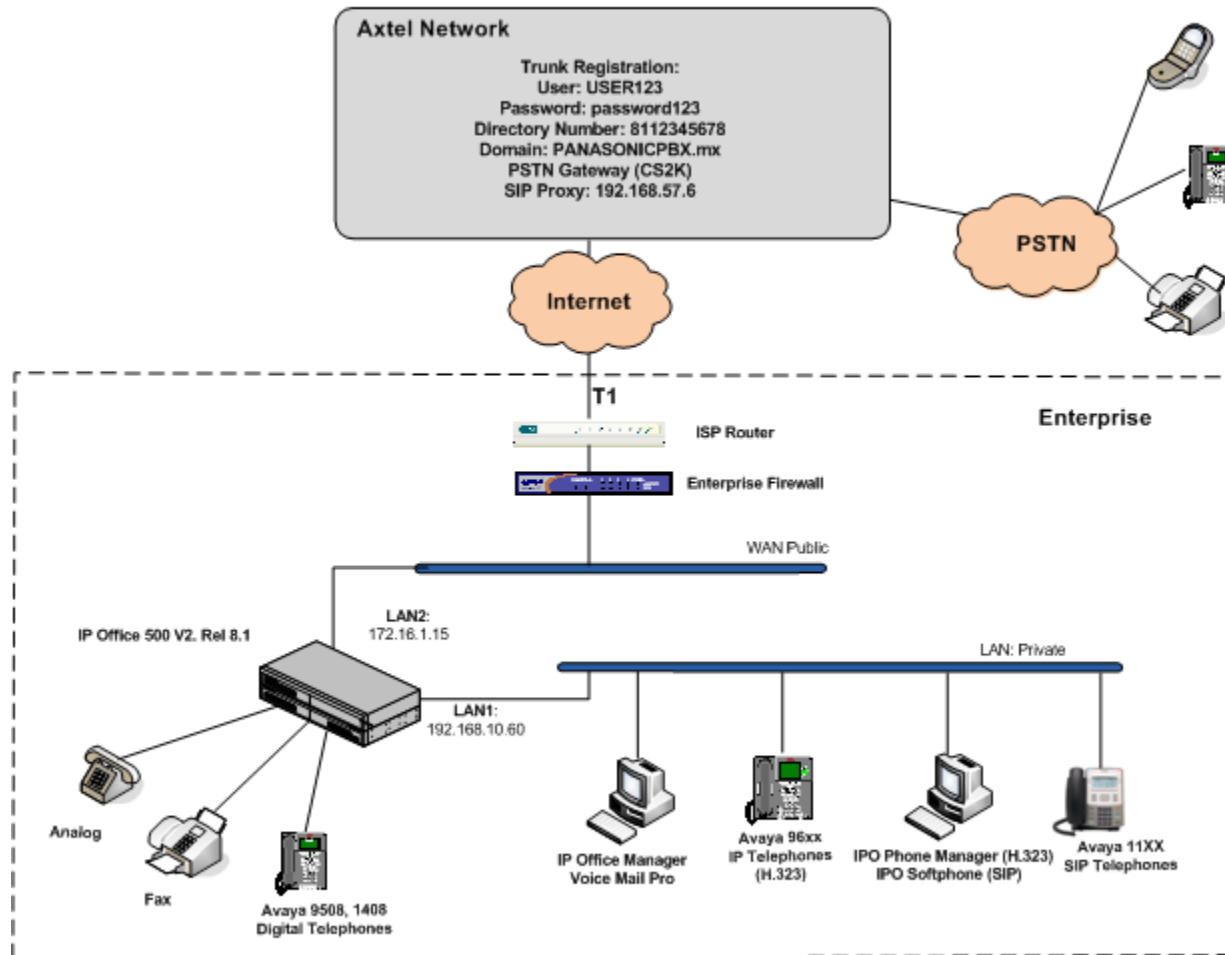 Axtel Network
Trunk Registration:
User: USER123
Password: password123
Directory Number: 8112345678
Domain: PANASONICPBX.mx
PSTN Gateway (CS2K)
SIP Proxy: 192.168.57.6
PSTN
Internet
T1
Enterprise
ISP Router
Enterprise Firewall
WAN Public
LAN2:
172.16.1.15
IP Office 500 V2. Rel 8.1
LAN: Private
LAN1:
192.168.10.60
Analog
Fax
Avaya 9508, 1408
Digital Telephones
IP Office Manager
Voice Mail Pro
Avaya 96xx
IP Telephones
(H.323)
IPO Phone Manager (H.323)
IPO Softphone (SIP)
Avaya 11XX
SIP Telephones